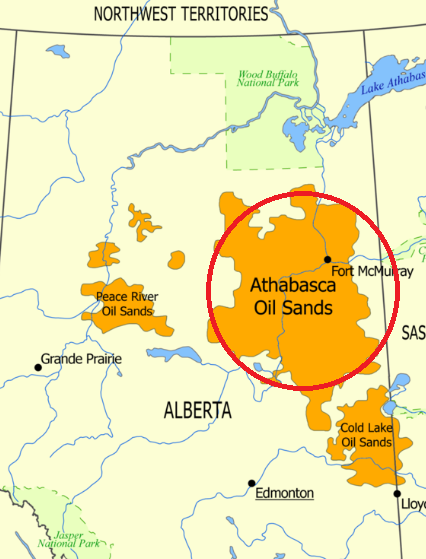 NORTHWEST TERRITORIES
Wood Buffalo
National Park
Lake Athabas
Fort McMurray
Athabasca
Oil Sands
Peace River
Oil Sands
SAS
Grande Prairie
ALBERTA
Cold Lake
Oil Sands
Edmonton
Lloyd
Jasper
National Park